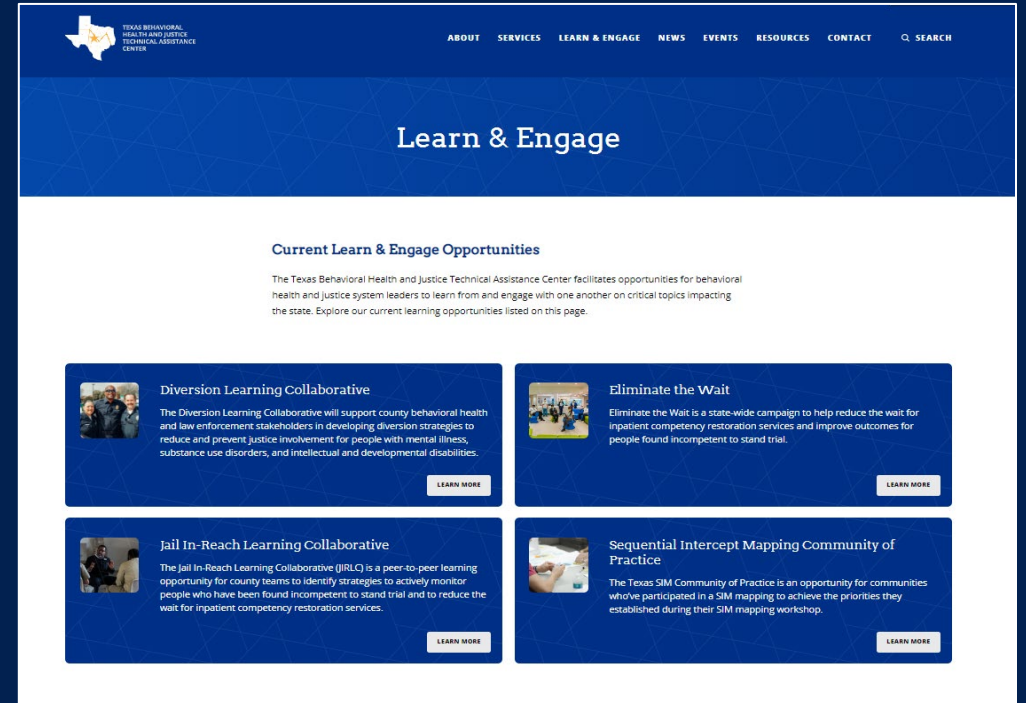 TEXAS BEHAVIORAL
HEALTH AND JUSTICE
TECHNICAL ASSISTANCE
CENTER
ABOUT SERVICES LEARN & ENGAGE NEWS EVENTS RESOURCES CONTACT SEARCH
Learn & Engage
Current Learn & Engage Opportunities
The Texas Behavioral Health and Justice Technical Assistance Center facilitates opportunities for behavioral
health and justice system leaders to learn from and engage with one another on critical topics impacting
the state. Explore our current learning opportunities listed on this page.
Diversion Learning Collaborative
The Diversion Learning Collaborative will support county behavioral health
and law enforcement stakeholders in developing diversion strategies to
reduce and prevent justice involvement for people with mental illness,
substance use disorders, and intellectual and developmental disabilities.
LEARN MORE
Eliminate the Wait
Eliminate the Wait is a state-wide campaign to help reduce the wait for
inpatient competency restoration services and improve outcomes for
people found incompetent to stand trial.
LEARN MORE
Jail In-Reach Learning Collaborative
The Jail In-Reach Learning Collaborative (JIRLC) is a peer-to-peer learning
opportunity for county teams to identify strategies to actively monitor
people who have been found incompetent to stand trial and to reduce the
wait for inpatient competency restoration services.
LEARN MORE
Sequential Intercept Mapping Community of
Practice
The Texas SIM Community of Practice is an opportunity for communities
who've participated in a SIM mapping to achieve the priorities they
established during their SIM mapping workshop.
LEARN MORE